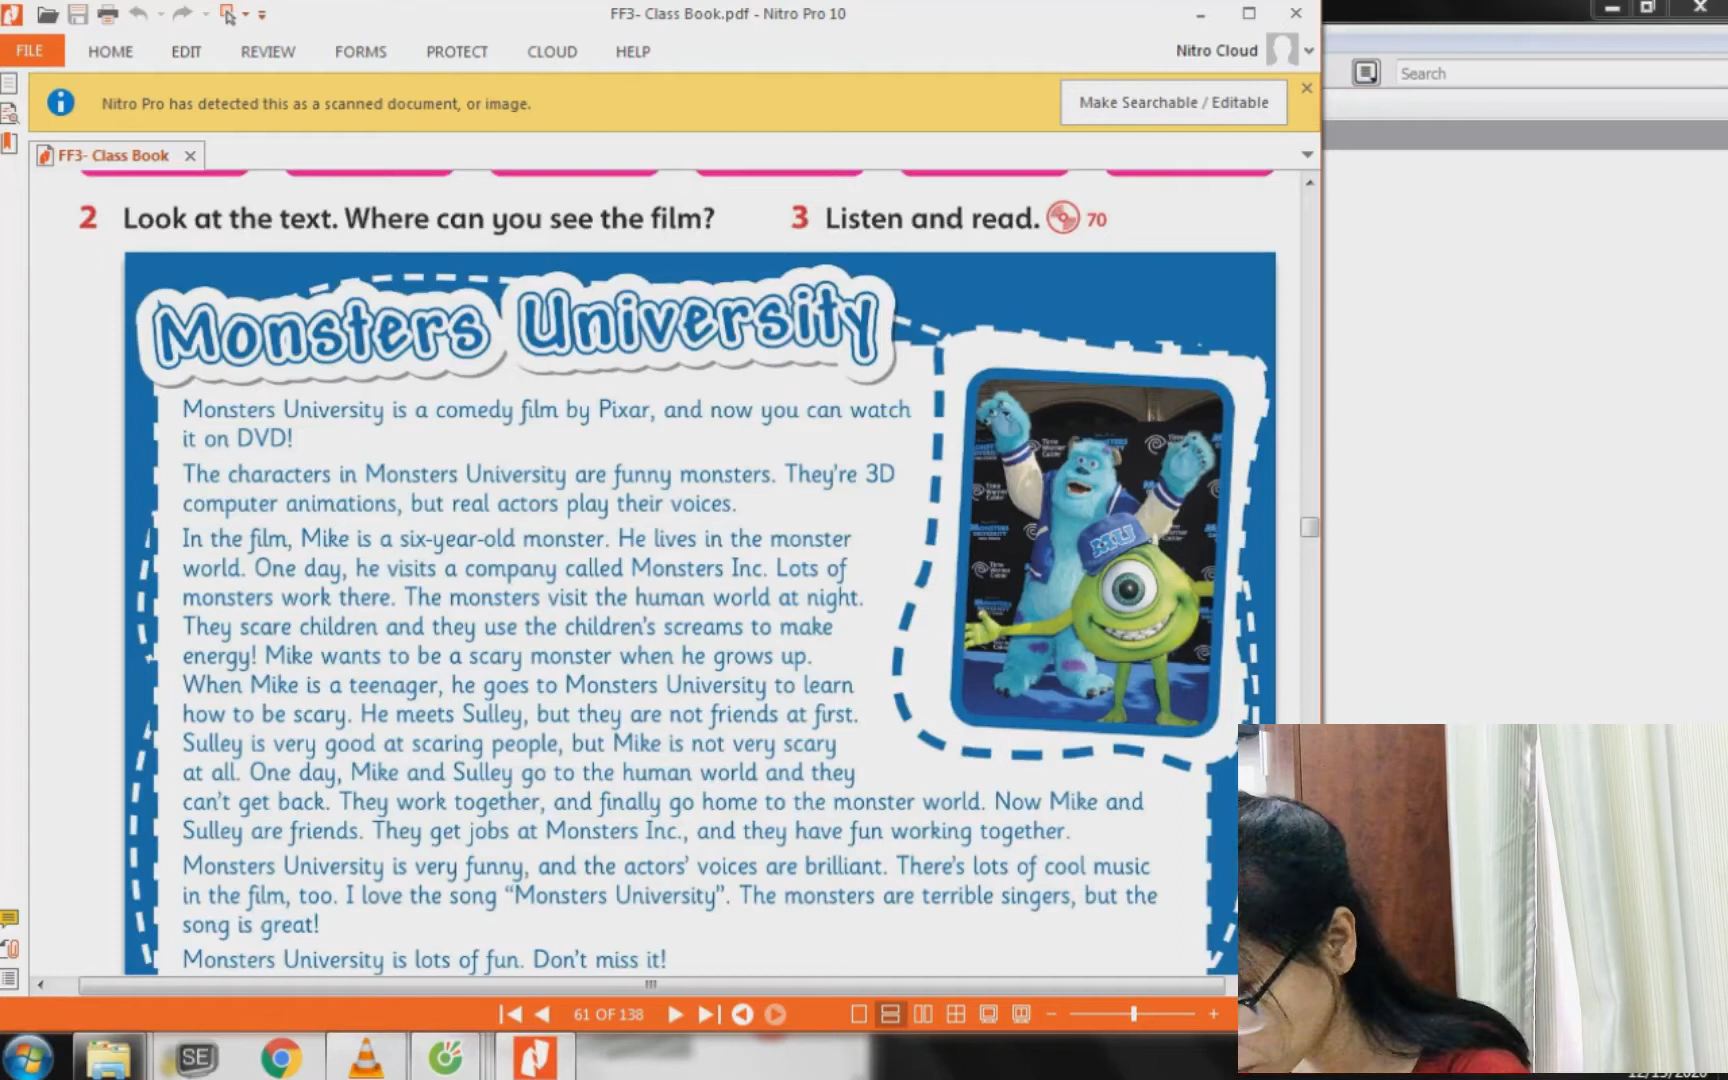 FF3- Class Book.pdf - Nitro Pro 10
FILE HOME EDIT REVIEW FORMS PROTECT CLOUD HELP
Nitro Cloud
Search
Nitro Pro has detected this as a scanned document, or image.
Make Searchable / Editable
FF3- Class Book
2 Look at the text. Where can you see the film?
3 Listen and read. 70
Monsters University
Monsters University is a comedy film by Pixar, and now you can watch
it on DVD!
The characters in Monsters University are funny monsters. They're 3D
computer animations, but real actors play their voices.
In the film, Mike is a six-year-old monster. He lives in the monster
world. One day, he visits a company called Monsters Inc. Lots of
monsters work there. The monsters visit the human world at night.
They scare children and they use the children's screams to make
energy! Mike wants to be a scary monster when he grows up.
When Mike is a teenager, he goes to Monsters University to learn
how to be scary. He meets Sulley, but they are not friends at first.
Sulley is very good at scaring people, but Mike is not very scary
at all. One day, Mike and Sulley go to the human world and they
can't get back. They work together, and finally go home to the monster world. Now Mike and
Sulley are friends. They get jobs at Monsters Inc., and they have fun working together.
Monsters University is very funny, and the actors' voices are brilliant. There's lots of cool music
in the film, too. I love the song “Monsters University”. The monsters are terrible singers, but the
song is great!
Monsters University is lots of fun. Don't miss it!
MU
61 OF 138
SE